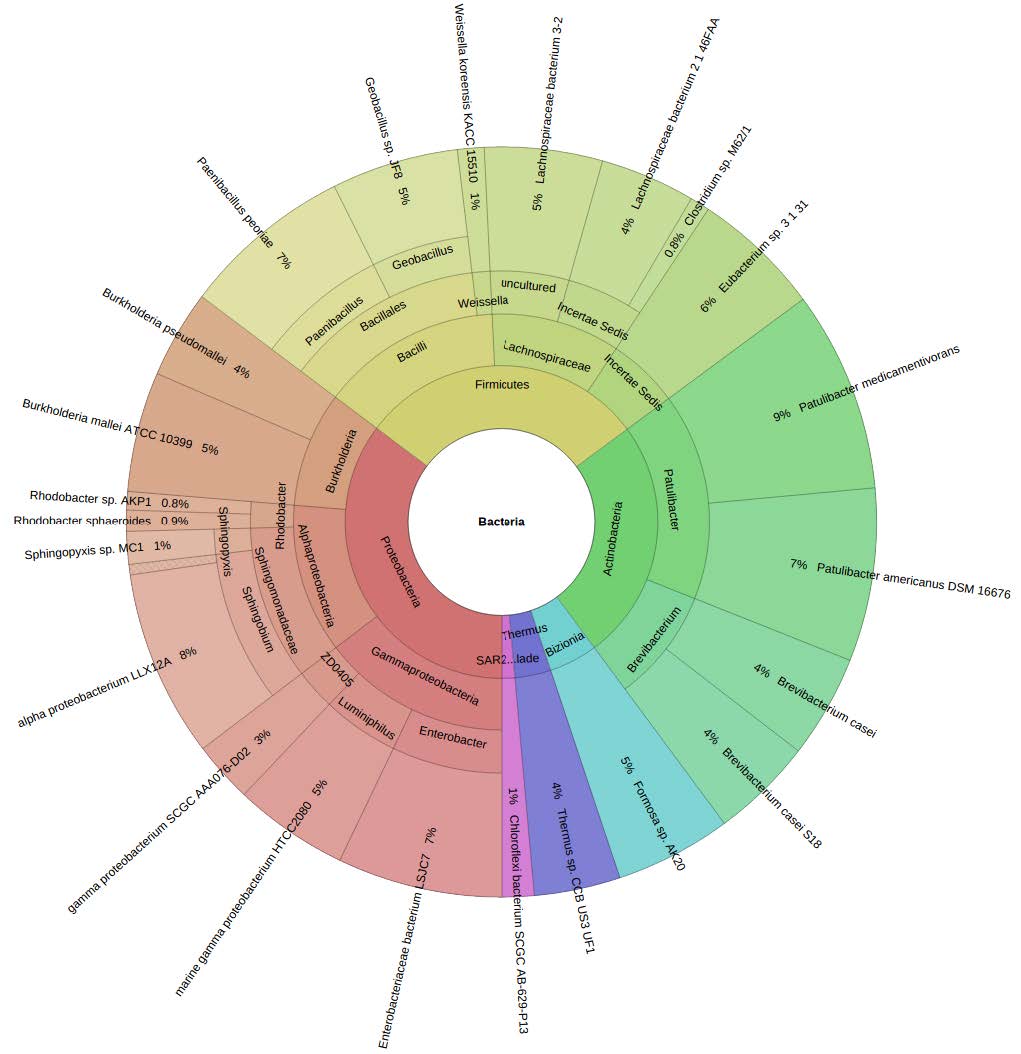 Bacteria
Firmicutes
Bacilli
Bacillales
Paenibacillus
Geobacillus
Weissella
Lachnospiraceae
uncultured
Incertae Sedis
Incertae Sedis
Actinobacteria
Patulibacter
Brevibacterium
Bizionia
Thermus
SAR2...lade
Proteobacteria
Gammaproteobacteria
Enterobacter
Luminiphilus
ZD0405
Alphaproteobacteria
Sphingomonadaceae
Sphingobium
Sphingopyxis
Rhodobacter
Burkholderia
Weissella koreensis KACC 15510 1%
5% Lachnospiraceae bacterium 3-2
4% Lachnospiraceae bacterium 2 1 46FAA
0.8% Clostridium sp. M62/1
6% Eubacterium sp. 3 1 31
9% Patulibacter medicamentivorans
7% Patulibacter americanus DSM 16676
4% Brevibacterium casei
4% Brevibacterium casei S18
5% Formosa sp. AK20
4% Thermus sp. CCB US3 UF1
1% Chloroflexi bacterium SCGC AB-629-P13
Enterobacteriaceae bacterium LSJC7 7%
marine gamma proteobacterium HTCC2080 5%
gamma proteobacterium SCGC AAA076-D02 3%
alpha proteobacterium LLX12A 8%
Sphingopyxis sp. MC1 1%
Rhodobacter sphaeroides 0.9%
Rhodobacter sp. AKP1 0.8%
Burkholderia mallei ATCC 10399 5%
Burkholderia pseudomallei 4%
Paenibacillus peoriae 7%
Geobacillus sp. JF8 5%